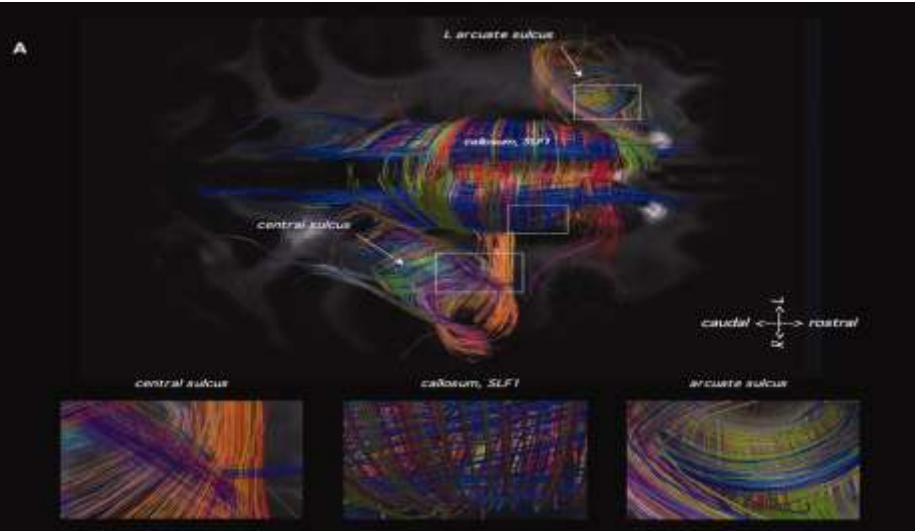 A
L arcuate sulcus
callosum, SLF1
central sulcus
L
caudal
rostral
R
central sulcus
callosum, SLF1
arcuate sulcus